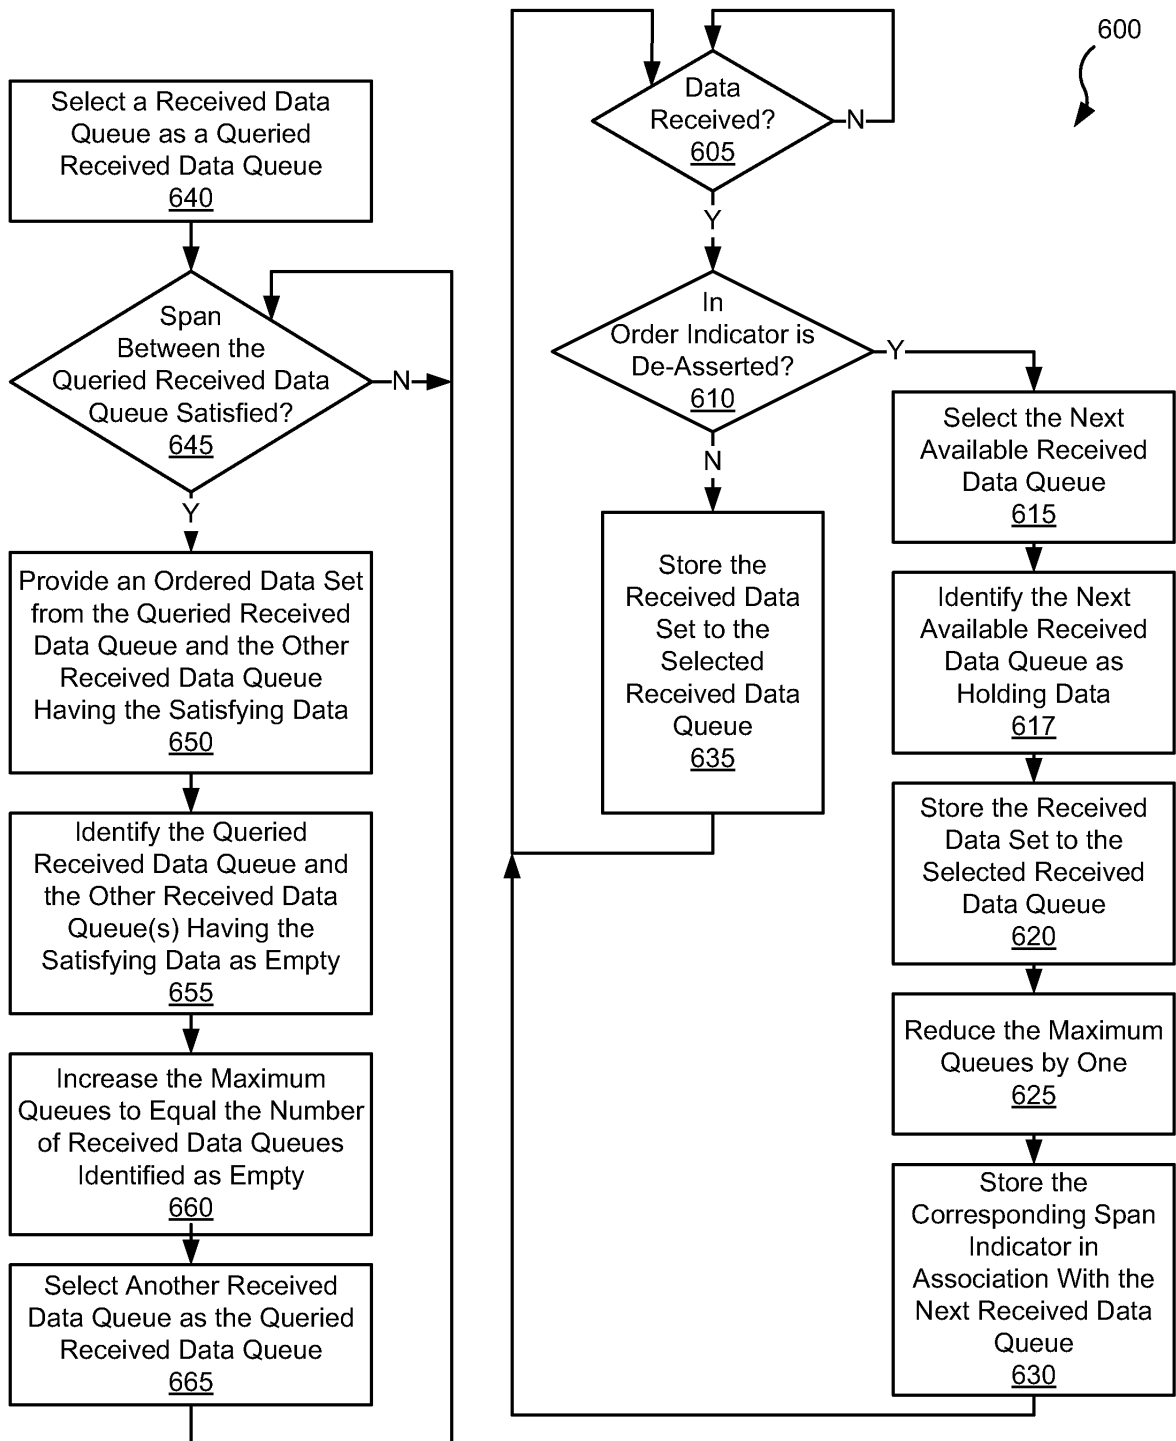 600
Select a Received Data
Queue as a Queried
Received Data Queue
640
Span
Between the
Queried Received Data
Queue Satisfied?
645
N
Y
Provide an Ordered Data Set
from the Queried Received
Data Queue and the Other
Received Data Queue
Having the Satisfying Data
650
Identify the Queried
Received Data Queue and
the Other Received Data
Queue(s) Having the
Satisfying Data as Empty
655
Increase the Maximum
Queues to Equal the Number
of Received Data Queues
Identified as Empty
660
Select Another Received
Data Queue as the Queried
Received Data Queue
665
Data
Received?
605
N
Y
In
Order Indicator is
De-Asserted?
610
Y
N
Store the
Received Data
Set to the
Selected
Received Data
Queue
635
Select the Next
Available Received
Data Queue
615
Identify the Next
Available Received
Data Queue as
Holding Data
617
Store the Received
Data Set to the
Selected Received
Data Queue
620
Reduce the Maximum
Queues by One
625
Store the
Corresponding Span
Indicator in
Association With the
Next Received Data
Queue
630